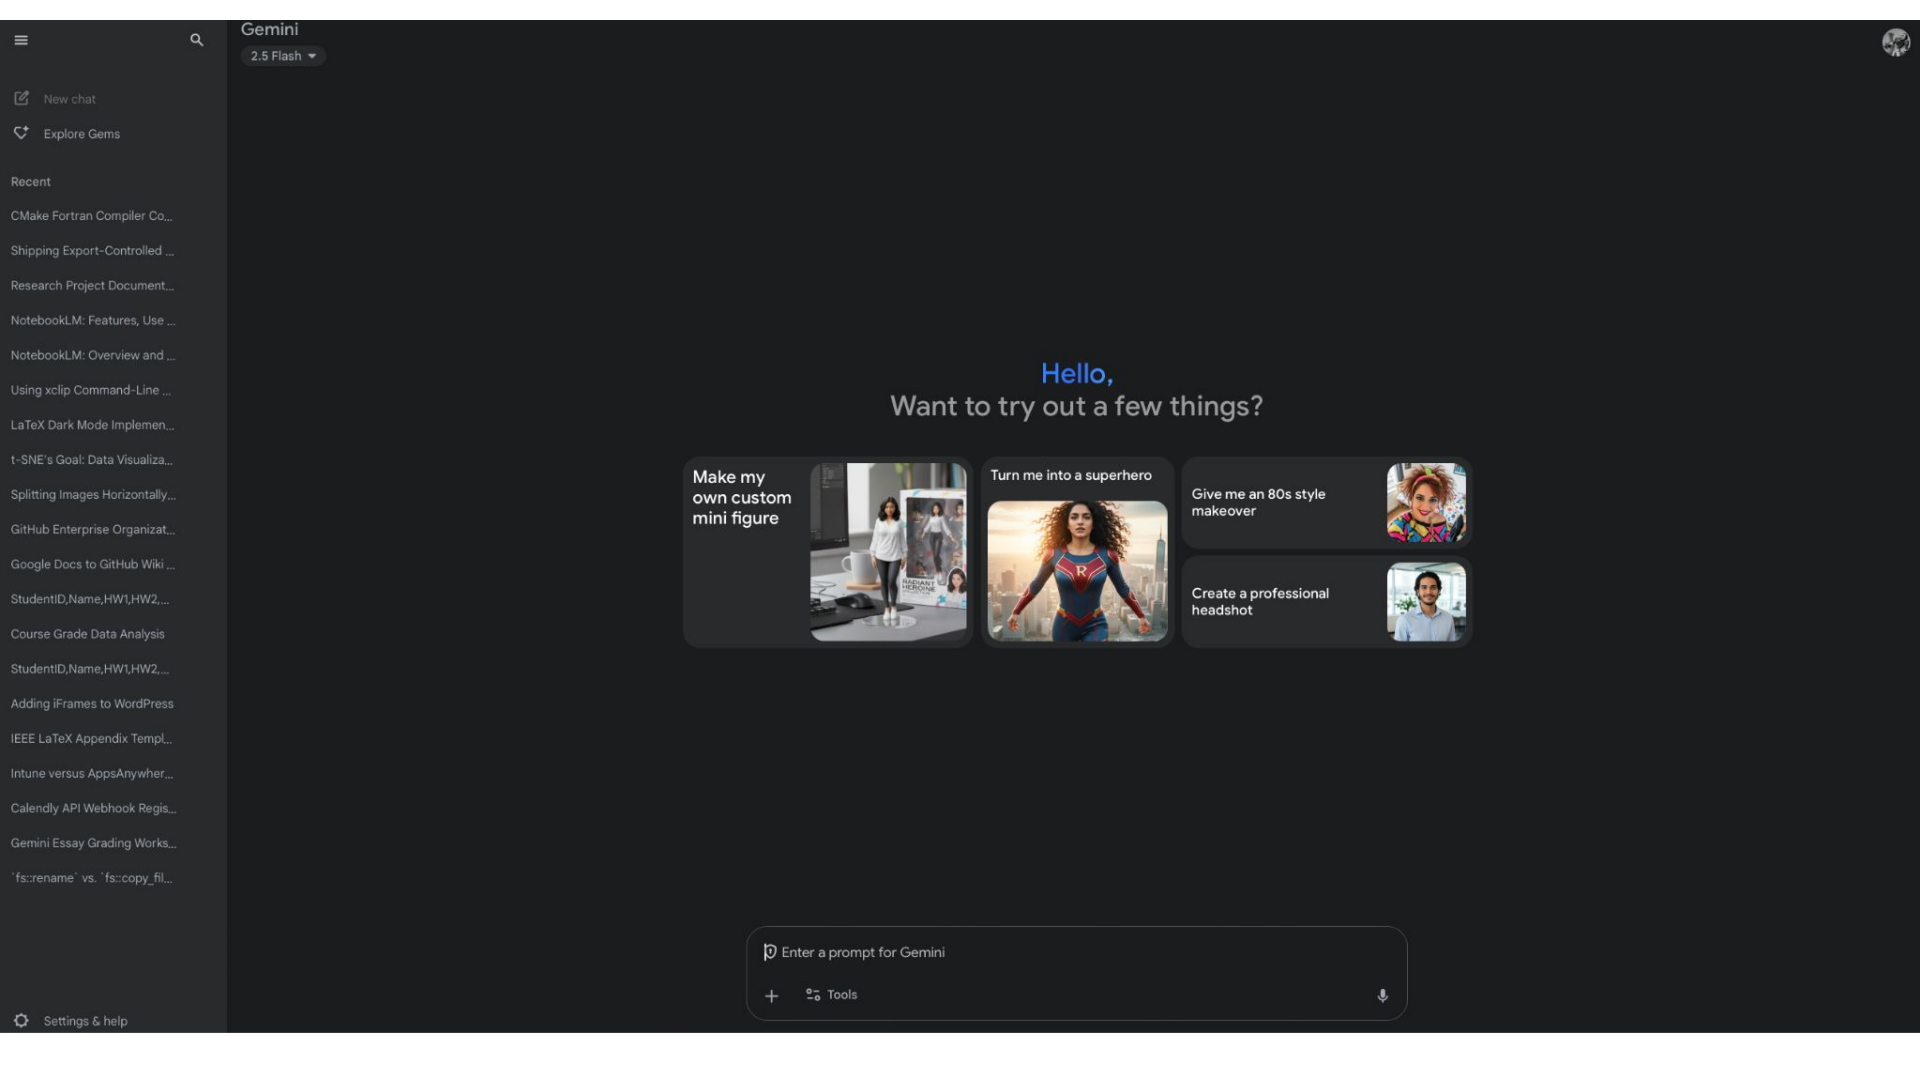 Gemini
2.5 Flash
New chat
Explore Gems
Recent
CMake Fortran Compiler Co...
Shipping Export-Controlled ...
Research Project Document...
NotebookLM: Features, Use ...
NotebookLM: Overview and ...
Using xclip Command-Line ...
LaTeX Dark Mode Implemen...
t-SNE's Goal: Data Visualiza...
Splitting Images Horizontally...
GitHub Enterprise Organizat...
Google Docs to GitHub Wiki ...
StudentID,Name,HW1,HW2,...
Course Grade Data Analysis
StudentID,Name,HW1,HW2,...
Adding iFrames to WordPress
IEEE LaTeX Appendix Templ...
Intune versus AppsAnywher...
Calendly API Webhook Regis...
Gemini Essay Grading Works...
`fs::rename` vs. `fs::copy_fil...
Settings & help
Hello,
Want to try out a few things?
Make my
own custom
mini figure
RADIANT
HEROINE
Turn me into a superhero
R
Give me an 80s style
makeover
Create a professional
headshot
Enter a prompt for Gemini
Tools